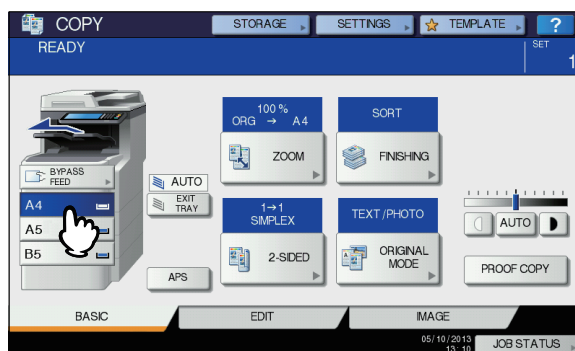 COPY
STORAGE
SETTINGS
TEMPLATE
?
READY
SET
1
100 %
ORG → A4
ZOOM
SORT
FINISHING
BYPASS
FEED
AUTO
EXIT
TRAY
A4
A5
B5
APS
1→1
SIMPLEX
2-SIDED
TEXT/PHOTO
ORIGINAL
MODE
AUTO
PROOF COPY
BASIC
EDIT
IMAGE
05/10/2013
13:10
JOB STATUS